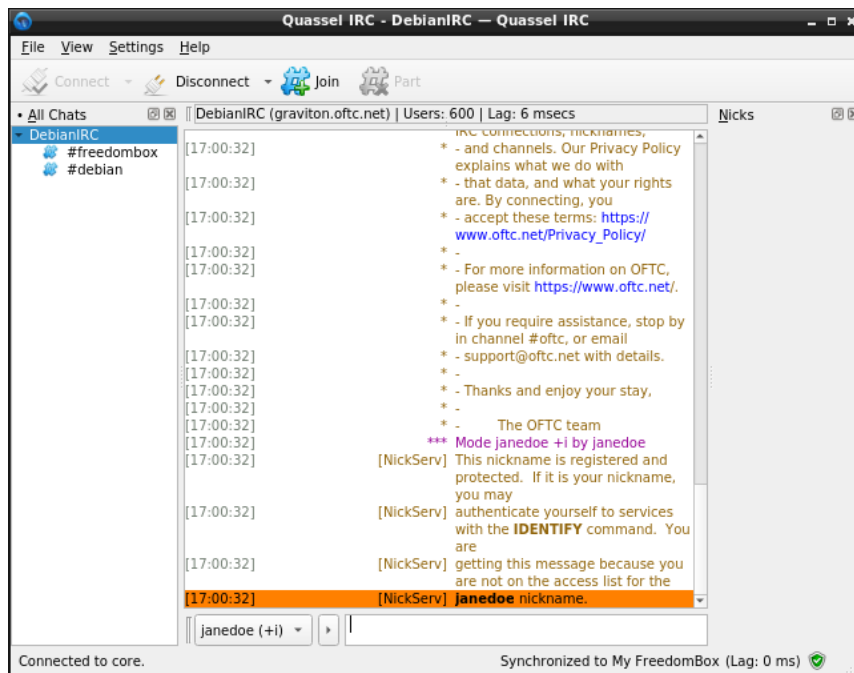 Quassel IRC - DebianIRC — Quassel IRC
File View Settings Help
Connect Disconnect Join Part
All Chats
DebianIRC (graviton.oftc.net) | Users: 600 | Lag: 6 msecs
Nicks
DebianIRC
#freedombox
#debian
IRC connections, nicknames,
[17:00:32] * - and channels. Our Privacy Policy
explains what we do with
[17:00:32] * - that data, and what your rights
are. By connecting, you
[17:00:32] * - accept these terms: https://
www.oftc.net/Privacy_Policy/
[17:00:32] * -
[17:00:32] * - For more information on OFTC,
please visit https://www.oftc.net/.
[17:00:32] * -
[17:00:32] * - If you require assistance, stop by
in channel #oftc, or email
[17:00:32] * - support@oftc.net with details.
[17:00:32] * -
[17:00:32] * - Thanks and enjoy your stay,
[17:00:32] * -
[17:00:32] * - The OFTC team
[17:00:32] *** Mode janedoe +i by janedoe
[17:00:32] [NickServ] This nickname is registered and
protected. If it is your nickname,
you may
[17:00:32] [NickServ] authenticate yourself to services
with the IDENTIFY command. You
are
[17:00:32] [NickServ] getting this message because you
are not on the access list for the
[17:00:32] [NickServ] janedoe nickname.
janedoe (+i)
Connected to core.
Synchronized to My FreedomBox (Lag: 0 ms)